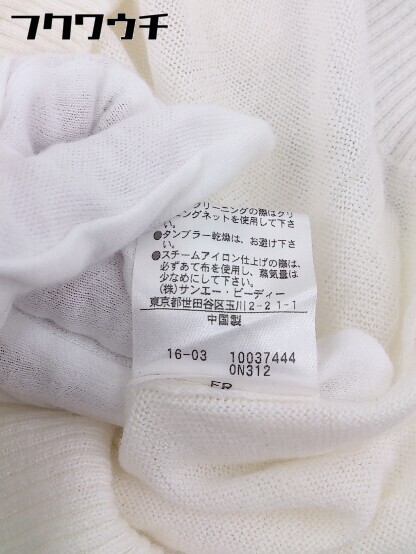 フクワウチ
クリーニングの際はクリ
ーニングネットを使用して下さ
い。
●タンブラー乾燥は、お避け下さ
い。
●スチームアイロン仕上げの際は、
必ずあて布を使用し、蒸気量は
少なめにして下さい。
(株)サンエー・ビーディー
東京都世田谷区玉川2-21-1
中国製
16-03 10037444
0N312